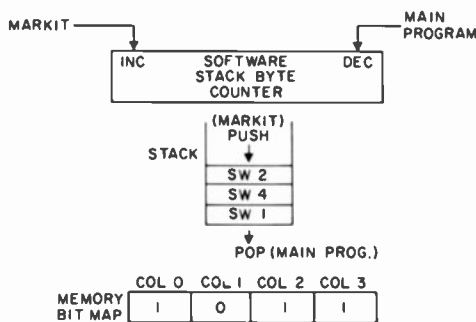 MARKIT
MAIN
PROGRAM
INC SOFTWARE DEC
STACK BYTE
COUNTER
(MARKIT)
PUSH
STACK
SW 2
SW 4
SW 1
POP (MAIN PROG.)
COL 0 COL 1 COL 2 COL 3
MEMORY
BIT MAP
1 0 1 1